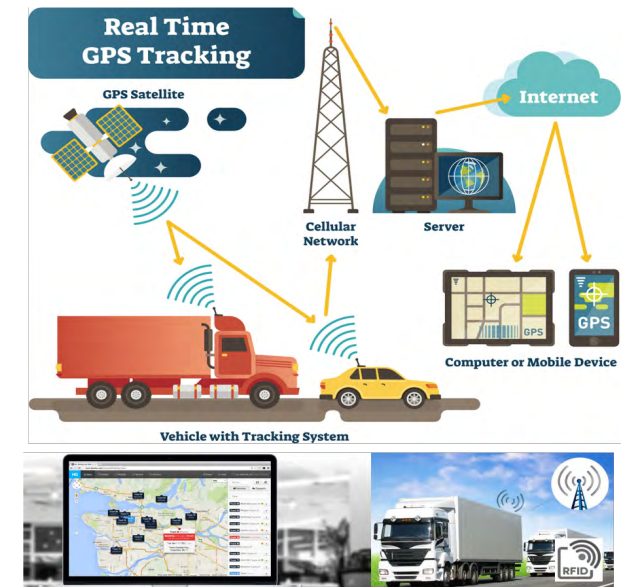 Real Time
GPS Tracking
GPS Satellite
Internet
Cellular
Network
Server
GPS
GPS
Computer or Mobile Device
Vehicle with Tracking System
RFID